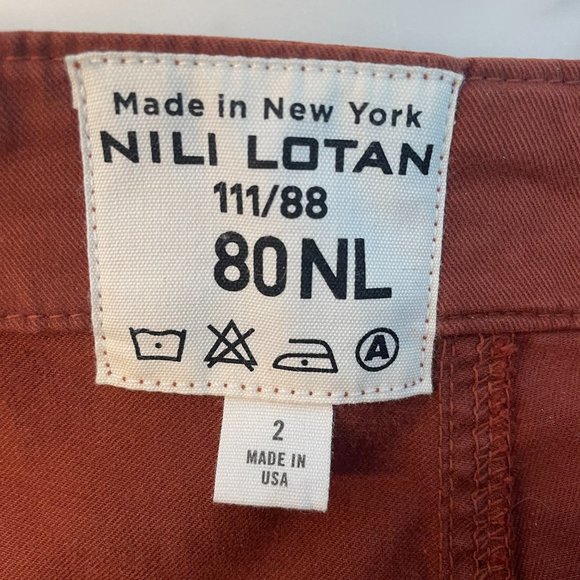 Made in New York
NILI LOTAN
111/88
80NL
A
2
MADE IN
USA